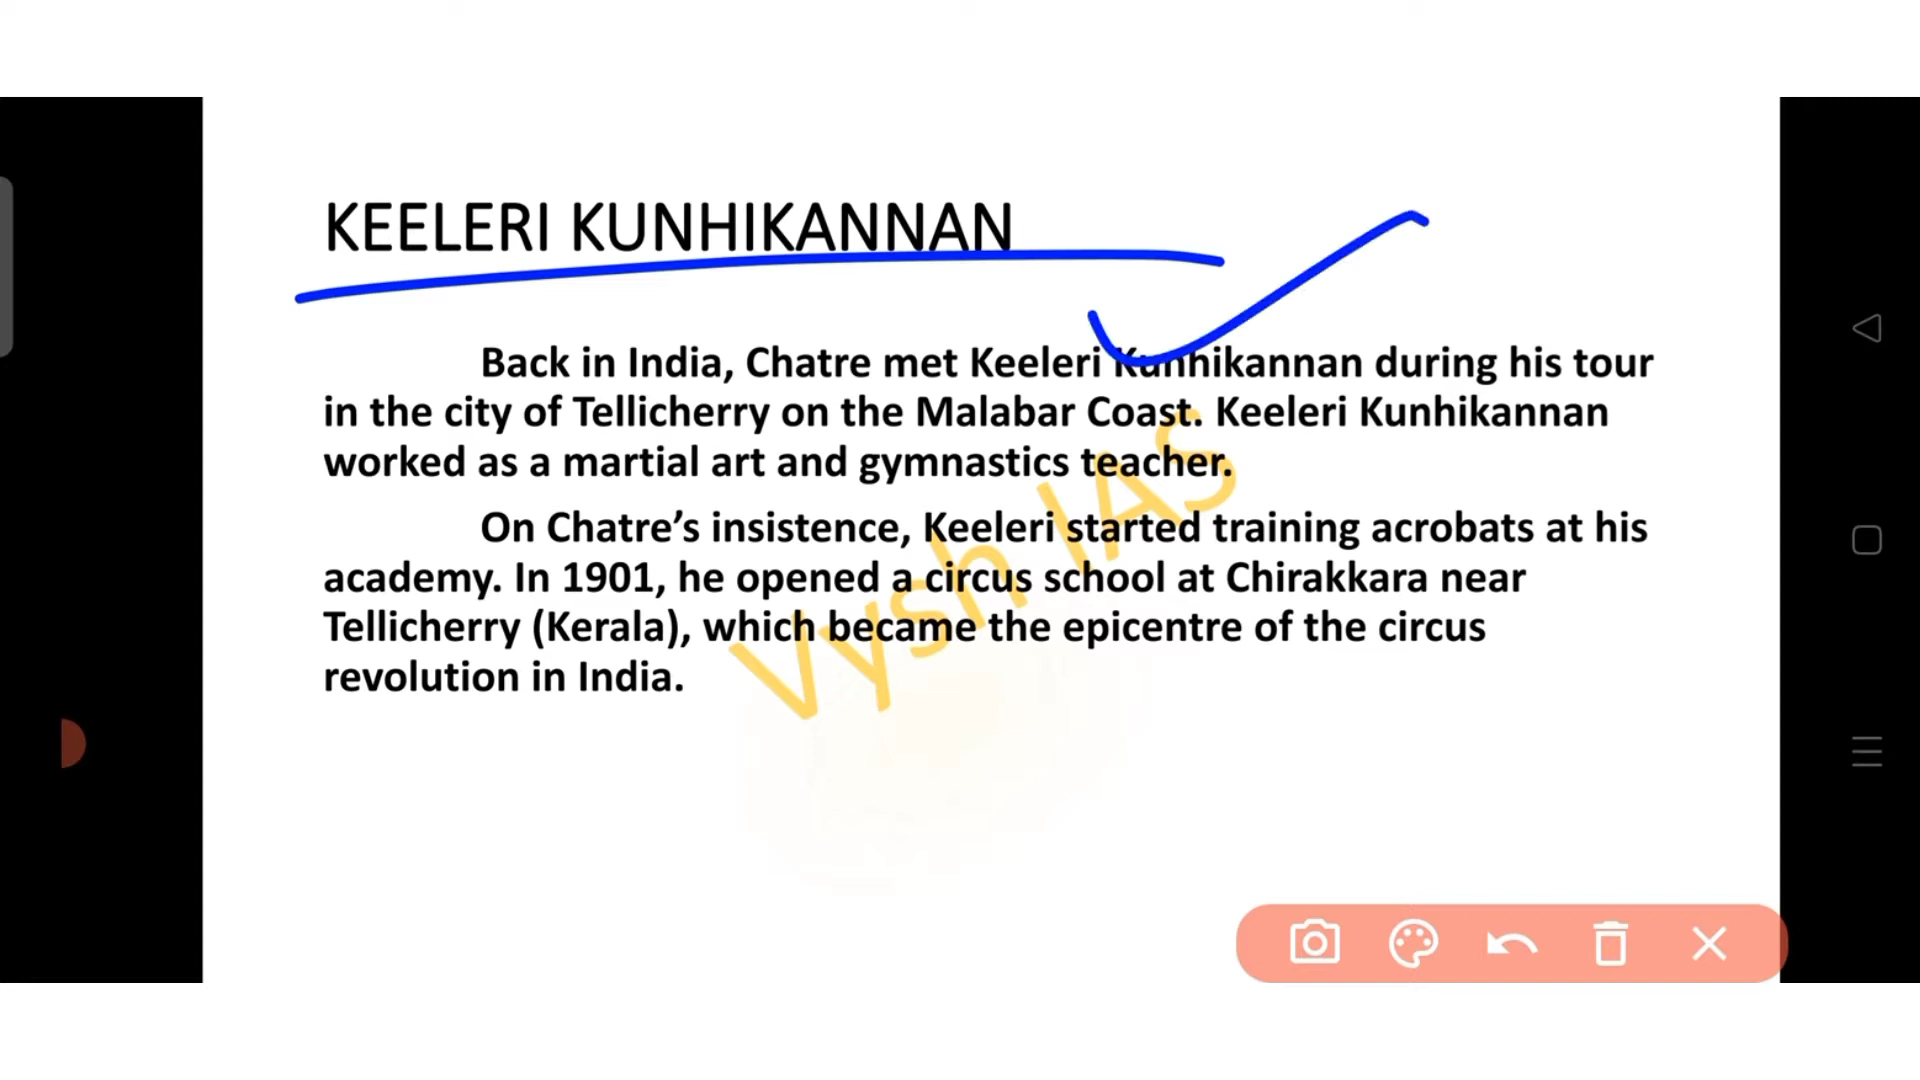 KEELERI KUNHIKANNAN
Back in India, Chatre met Keeleri Kunhikannan during his tour
in the city of Tellicherry on the Malabar Coast. Keeleri Kunhikannan
worked as a martial art and gymnastics teacher.
On Chatre’s insistence, Keeleri started training acrobats at his
academy. In 1901, he opened a circus school at Chirakkara near
Tellicherry (Kerala), which became the epicentre of the circus
revolution in India.
Vysh IAS